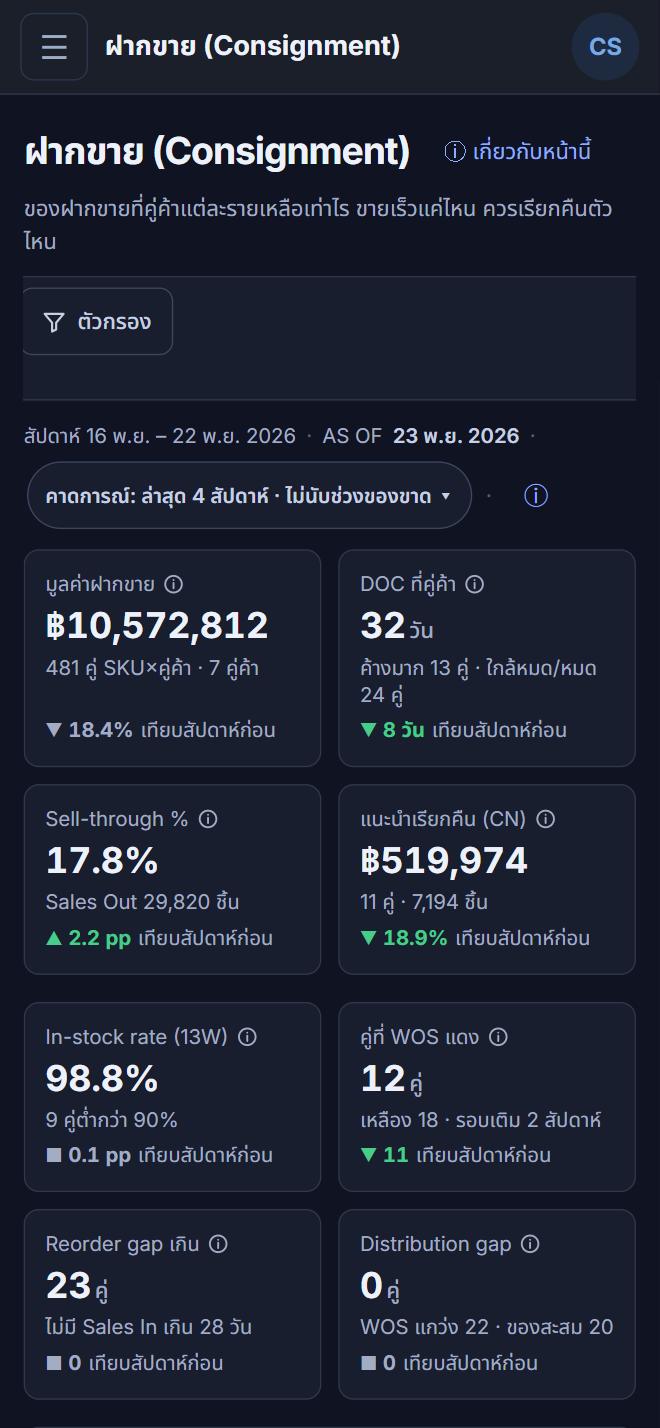 ☰ ฝากขาย (Consignment) CS
ฝากขาย (Consignment) ⓘ เกี่ยวกับหน้านี้
ของฝากขายที่คู่ค้าแต่ละรายเหลือเท่าไร ขายเร็วแค่ไหน ควรเรียกคืนตัว
ไหน
ตัวกรอง
สัปดาห์ 16 พ.ย. – 22 พ.ย. 2026 · AS OF 23 พ.ย. 2026 ·
คาดการณ์: ล่าสุด 4 สัปดาห์ · ไม่นับช่วงของขาด ▾ · ⓘ
มูลค่าฝากขาย ⓘ
฿10,572,812
481 คู่ SKU×คู่ค้า · 7 คู่ค้า
▼ 18.4% เทียบสัปดาห์ก่อน
DOC ที่คู่ค้า ⓘ
32 วัน
ค้างมาก 13 คู่ · ใกล้หมด/หมด
24 คู่
▼ 8 วัน เทียบสัปดาห์ก่อน
Sell-through % ⓘ
17.8%
Sales Out 29,820 ชิ้น
▲ 2.2 pp เทียบสัปดาห์ก่อน
แนะนำเรียกคืน (CN) ⓘ
฿519,974
11 คู่ · 7,194 ชิ้น
▼ 18.9% เทียบสัปดาห์ก่อน
In-stock rate (13W) ⓘ
98.8%
9 คู่ต่ำกว่า 90%
■ 0.1 pp เทียบสัปดาห์ก่อน
คู่ที่ WOS แดง ⓘ
12 คู่
เหลือง 18 · รอบเติม 2 สัปดาห์
▼ 11 เทียบสัปดาห์ก่อน
Reorder gap เกิน ⓘ
23 คู่
ไม่มี Sales In เกิน 28 วัน
■ 0 เทียบสัปดาห์ก่อน
Distribution gap ⓘ
0 คู่
WOS แกว่ง 22 · ของสะสม 20
■ 0 เทียบสัปดาห์ก่อน